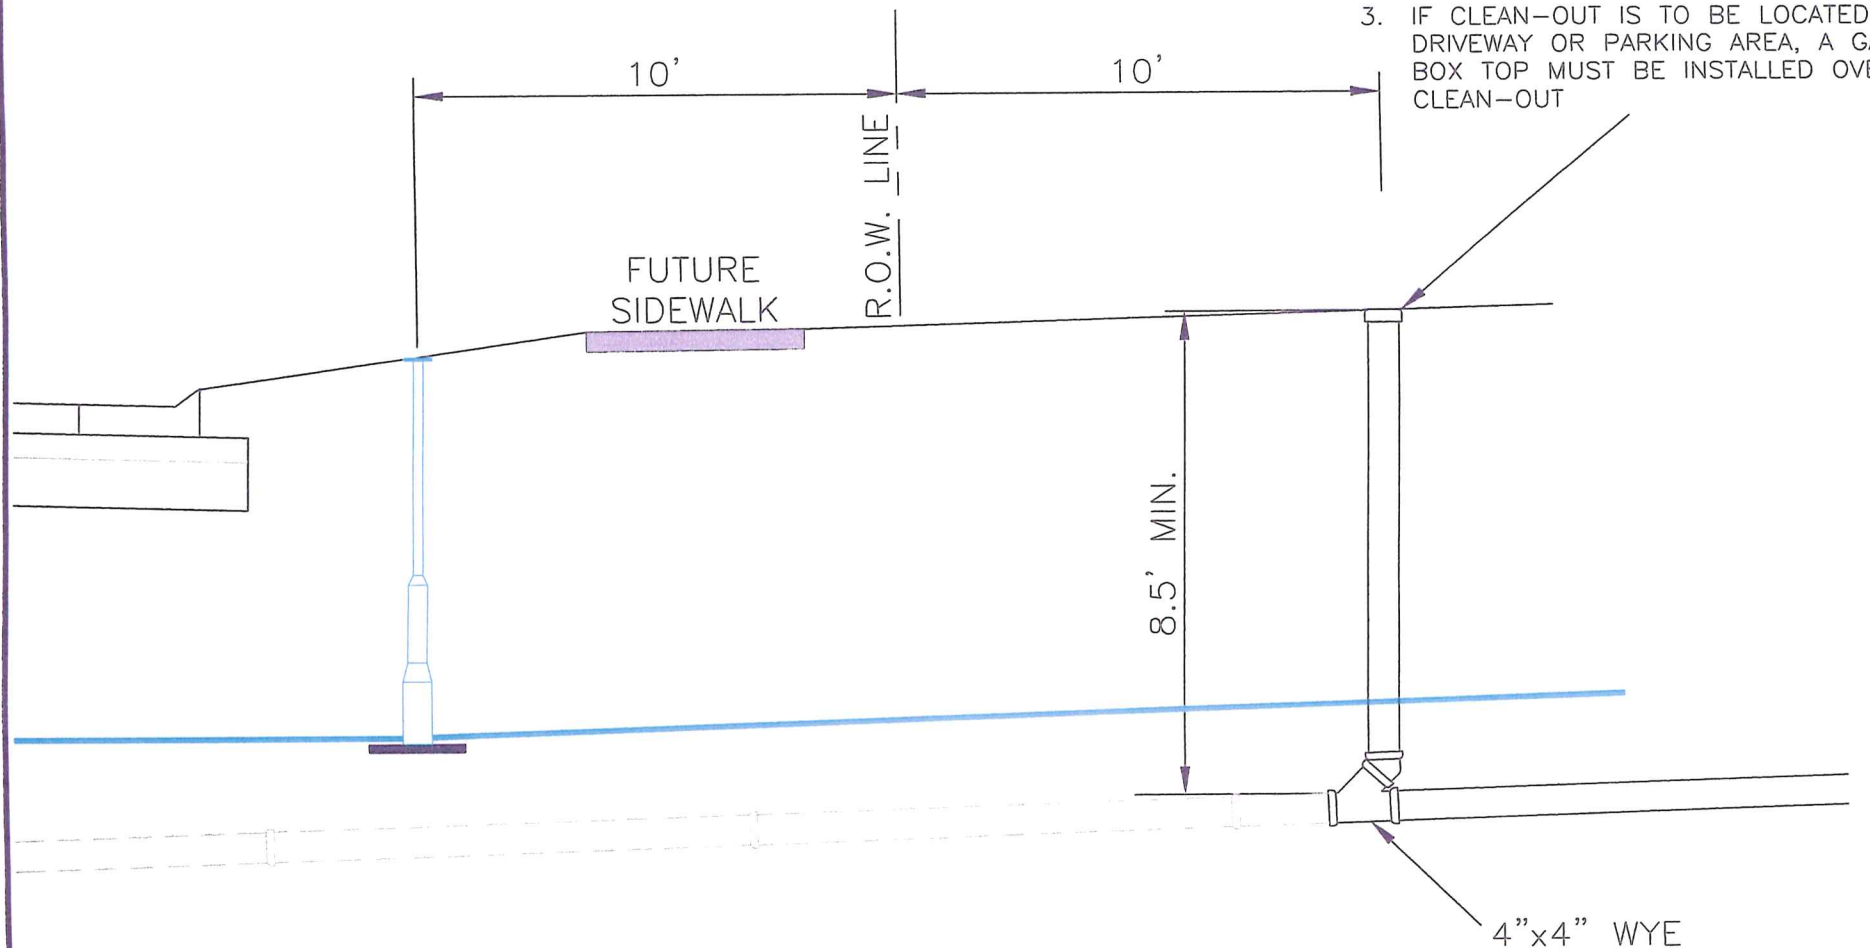 3. IF CLEAN-OUT IS TO BE LOCATED
DRIVEWAY OR PARKING AREA, A
BOX TOP MUST BE INSTALLED
CLEAN-OUT
10'
10'
R.O.W. LINE
FUTURE
SIDEWALK
8.5' MIN.
4"x4" WYE